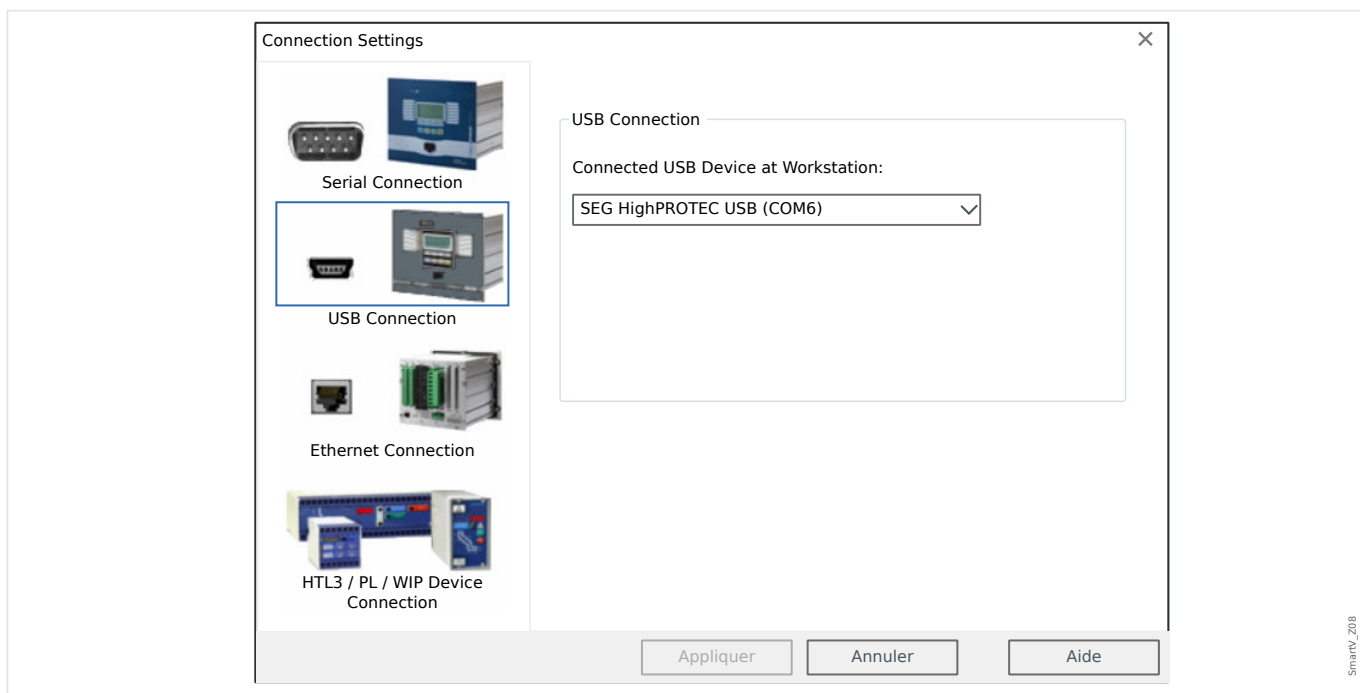 Connection Settings
Serial Connection
USB Connection
Ethernet Connection
HTL3 / PL / WIP Device
Connection
USB Connection
Connected USB Device at Workstation:
SEG HighPROTEC USB (COM6)
Appliquer
Annuler
Aide
SmartV_Z08